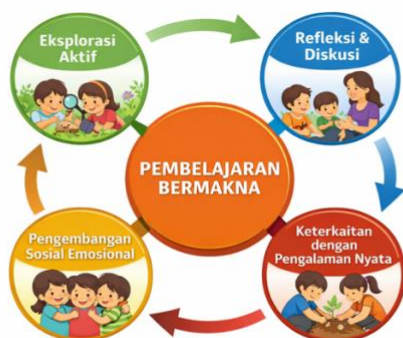 Eksplorasi
Aktif
Refleksi &
Diskusi
PEMBELAJARAN
BERMAKNA
Pengembangan
Sosial Emosional
Keterkaitan
dengan
Pengalaman Nyata